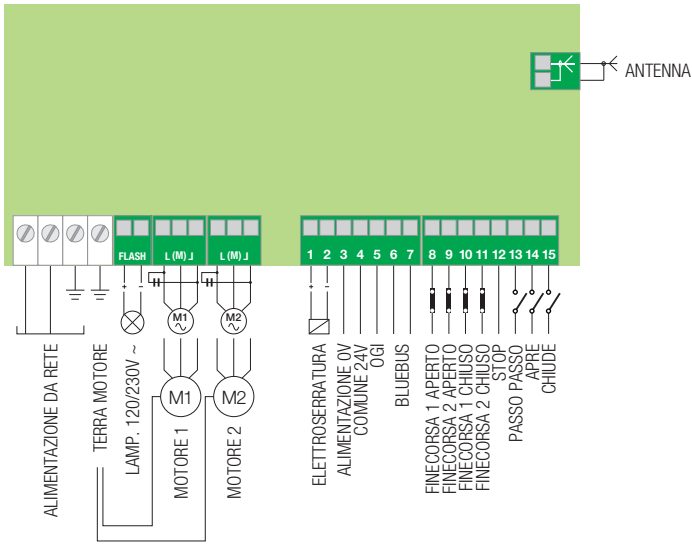 ANTENNA
FLASH
L (M) ⅃
L (M) ⅃
1 2 3 4 5 6 7
8 9 10 11 12 13 14 15
+ -
+ -
M1
~
M2
~
M1
M2
ALIMENTAZIONE DA RETE
TERRA MOTORE
LAMP. 120/230V ~
MOTORE 1
MOTORE 2
ELETTROSERRATURA
ALIMENTAZIONE 0V
COMUNE 24V
OGI
BLUEBUS
FINECORSA 1 APERTO
FINECORSA 2 APERTO
FINECORSA 1 CHIUSO
FINECORSA 2 CHIUSO
STOP
PASSO PASSO
APRE
CHIUDE